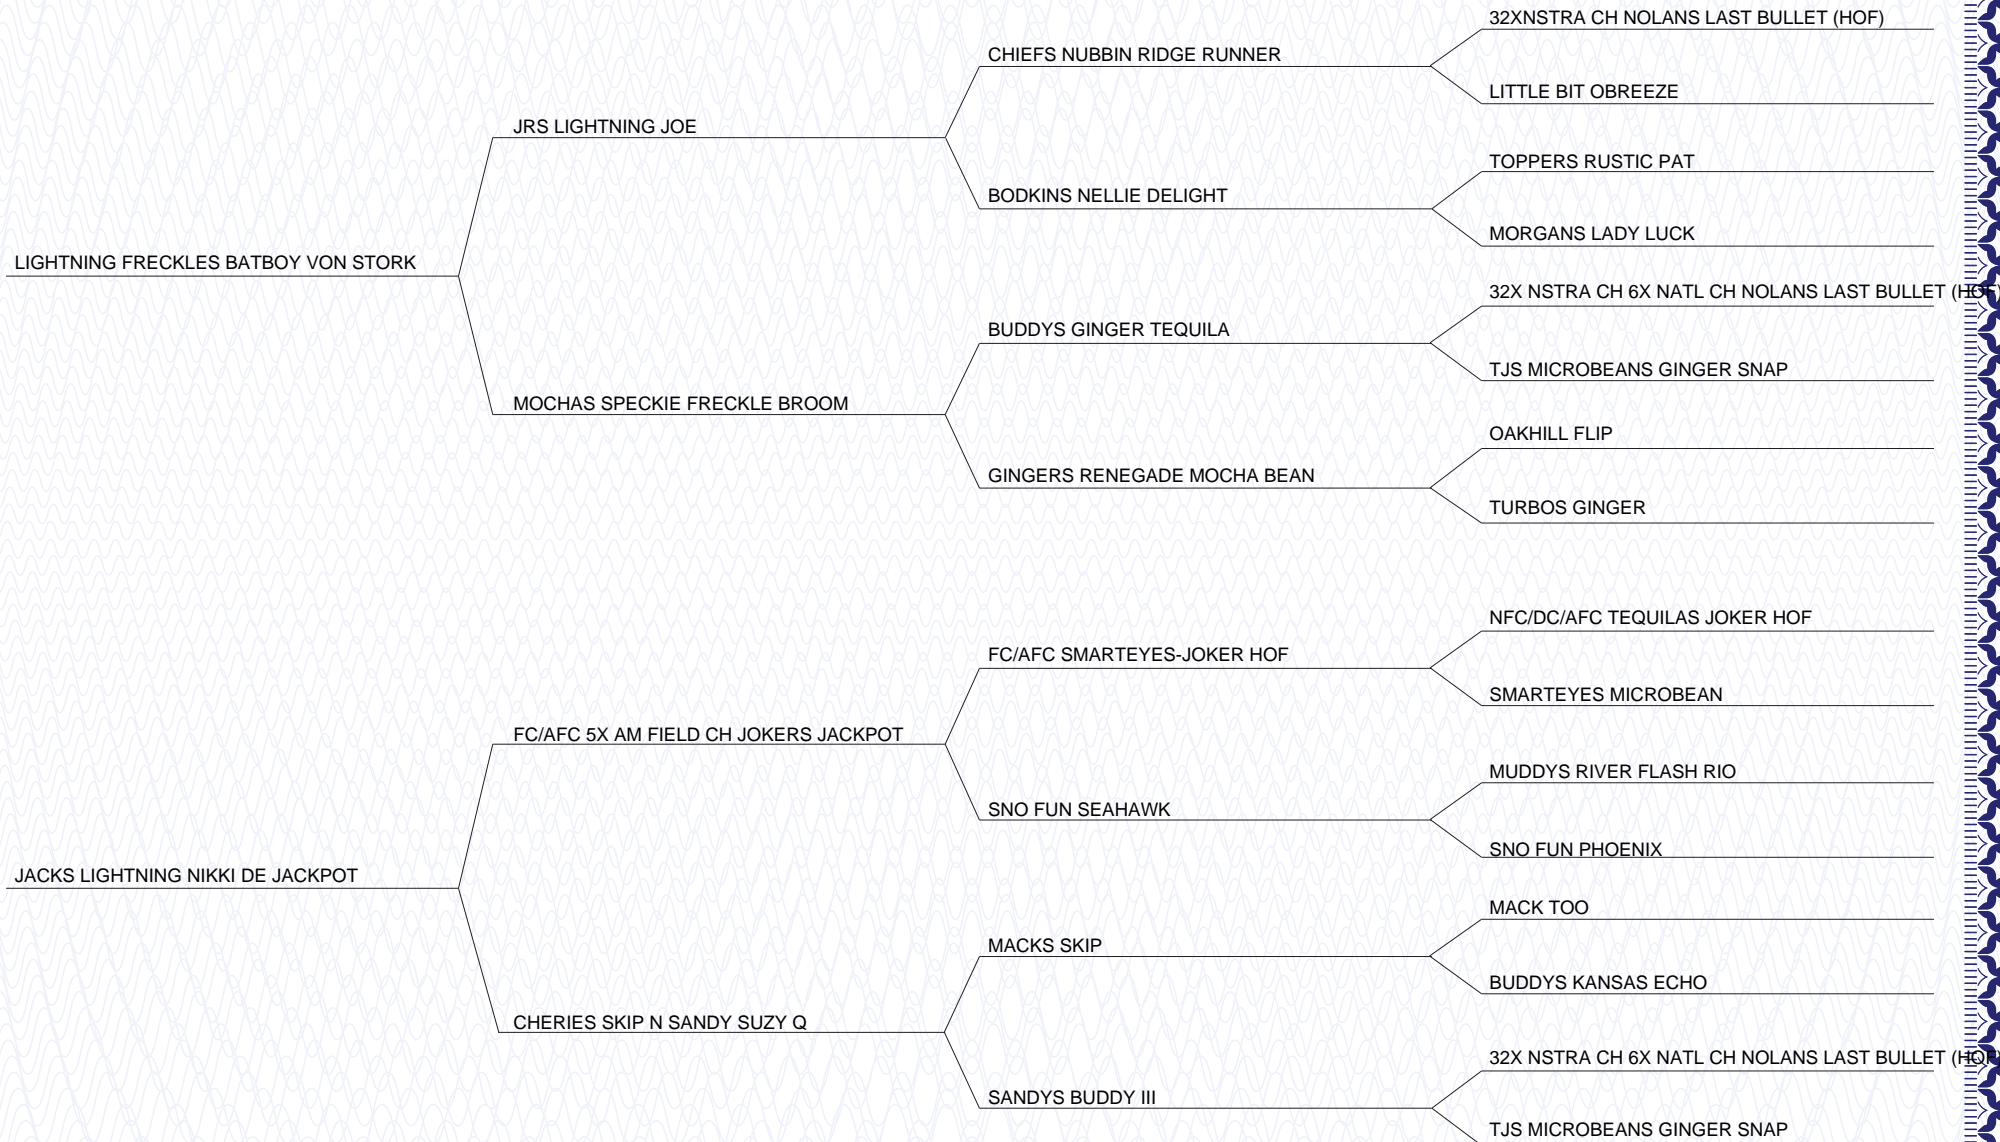 32XNSTRA CH NOLANS LAST BULLET (HOF)
CHIEFS NUBBIN RIDGE RUNNER
LITTLE BIT OBREEZE
JRS LIGHTNING JOE
TOPPERS RUSTIC PAT
BODKINS NELLIE DELIGHT
MORGANS LADY LUCK
LIGHTNING FRECKLES BATBOY VON STORK
32X NSTRA CH 6X NATL CH NOLANS LAST BULLET (HOF)
BUDDYS GINGER TEQUILA
TJS MICROBEANS GINGER SNAP
MOCHAS SPECKIE FRECKLE BROOM
OAKHILL FLIP
GINGERS RENEGADE MOCHA BEAN
TURBOS GINGER
NFC/DC/AFC TEQUILAS JOKER HOF
FC/AFC SMARTEYES-JOKER HOF
SMARTEYES MICROBEAN
FC/AFC 5X AM FIELD CH JOKERS JACKPOT
MUDDYS RIVER FLASH RIO
SNO FUN SEAHAWK
SNO FUN PHOENIX
JACKS LIGHTNING NIKKI DE JACKPOT
MACK TOO
MACKS SKIP
BUDDYS KANSAS ECHO
CHERIES SKIP N SANDY SUZY Q
32X NSTRA CH 6X NATL CH NOLANS LAST BULLET (HOF)
SANDYS BUDDY III
TJS MICROBEANS GINGER SNAP